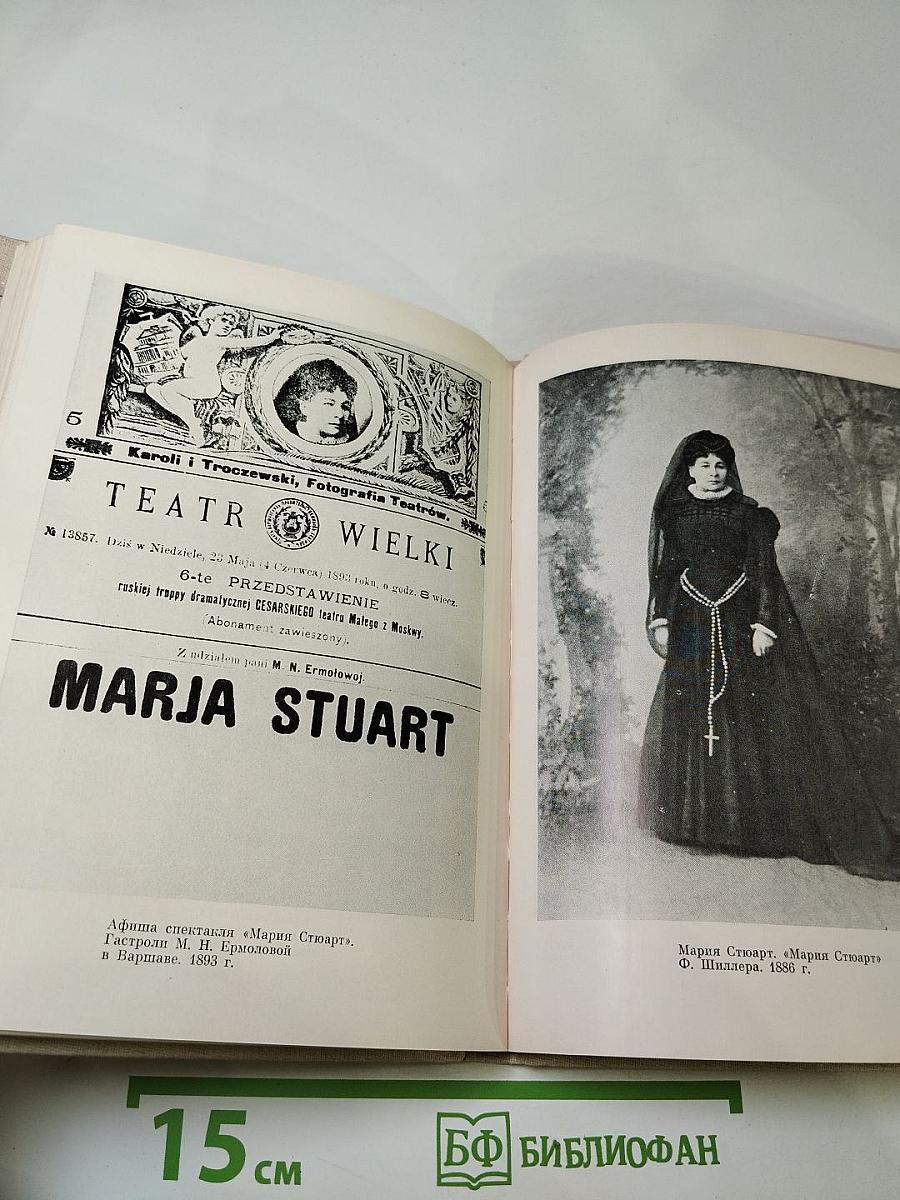 5
Karoli i Troczewski, Fotografia Teatrów.
TEATR WIELKI
№ 13857. Dziś w Niedziele, 23 Maja (4 Czerwca) 1893 roku, o godz. 8 wiecz.
6-te PRZEDSTAWIENIE
ruskiej troppy dramatycznej CESARSKIEGO teatru Małego z Moskwy.
(Abonament zawieszony).
Z udziałem pani M. N. Ermołowoj.
MARJA STUART
Афиша спектакля «Мария Стюарт».
Гастроли М. Н. Ермоловой
в Варшаве. 1893 г.
Мария Стюарт. «Мария Стюарт»
Ф. Шиллера. 1886 г.
15 см
БФ БИБЛИОФАН